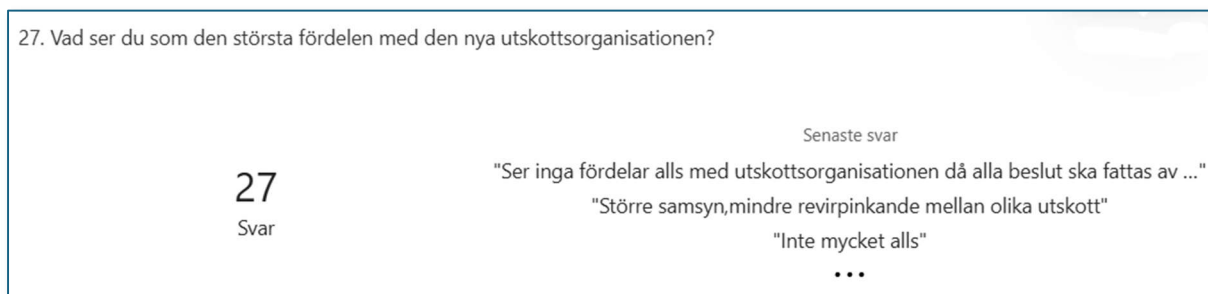 27. Vad ser du som den största fördelen med den nya utskottsorganisationen?
27
Svar
Senaste svar
"Ser inga fördelar alls med utskottsorganisationen då alla beslut ska fattas av ..."
"Större samsyn,mindre revirpinkande mellan olika utskott"
"Inte mycket alls"
...